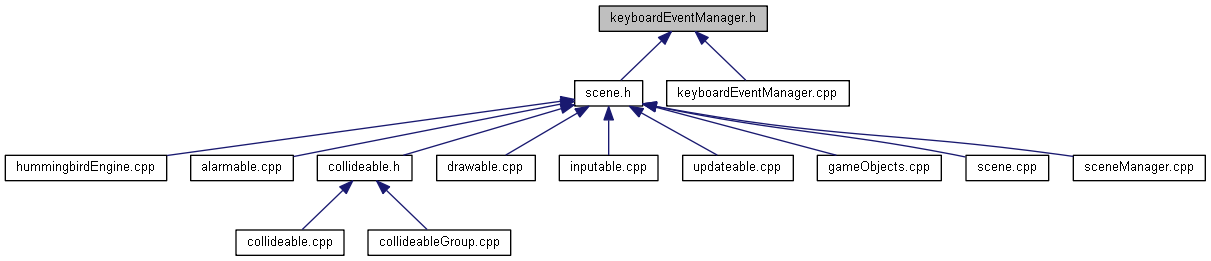 keyboardEventManager.h
scene.h
keyboardEventManager.cpp
hummingbirdEngine.cpp
alarmable.cpp
collideable.h
drawable.cpp
inputable.cpp
updateable.cpp
gameObjects.cpp
scene.cpp
sceneManager.cpp
collideable.cpp
collideableGroup.cpp